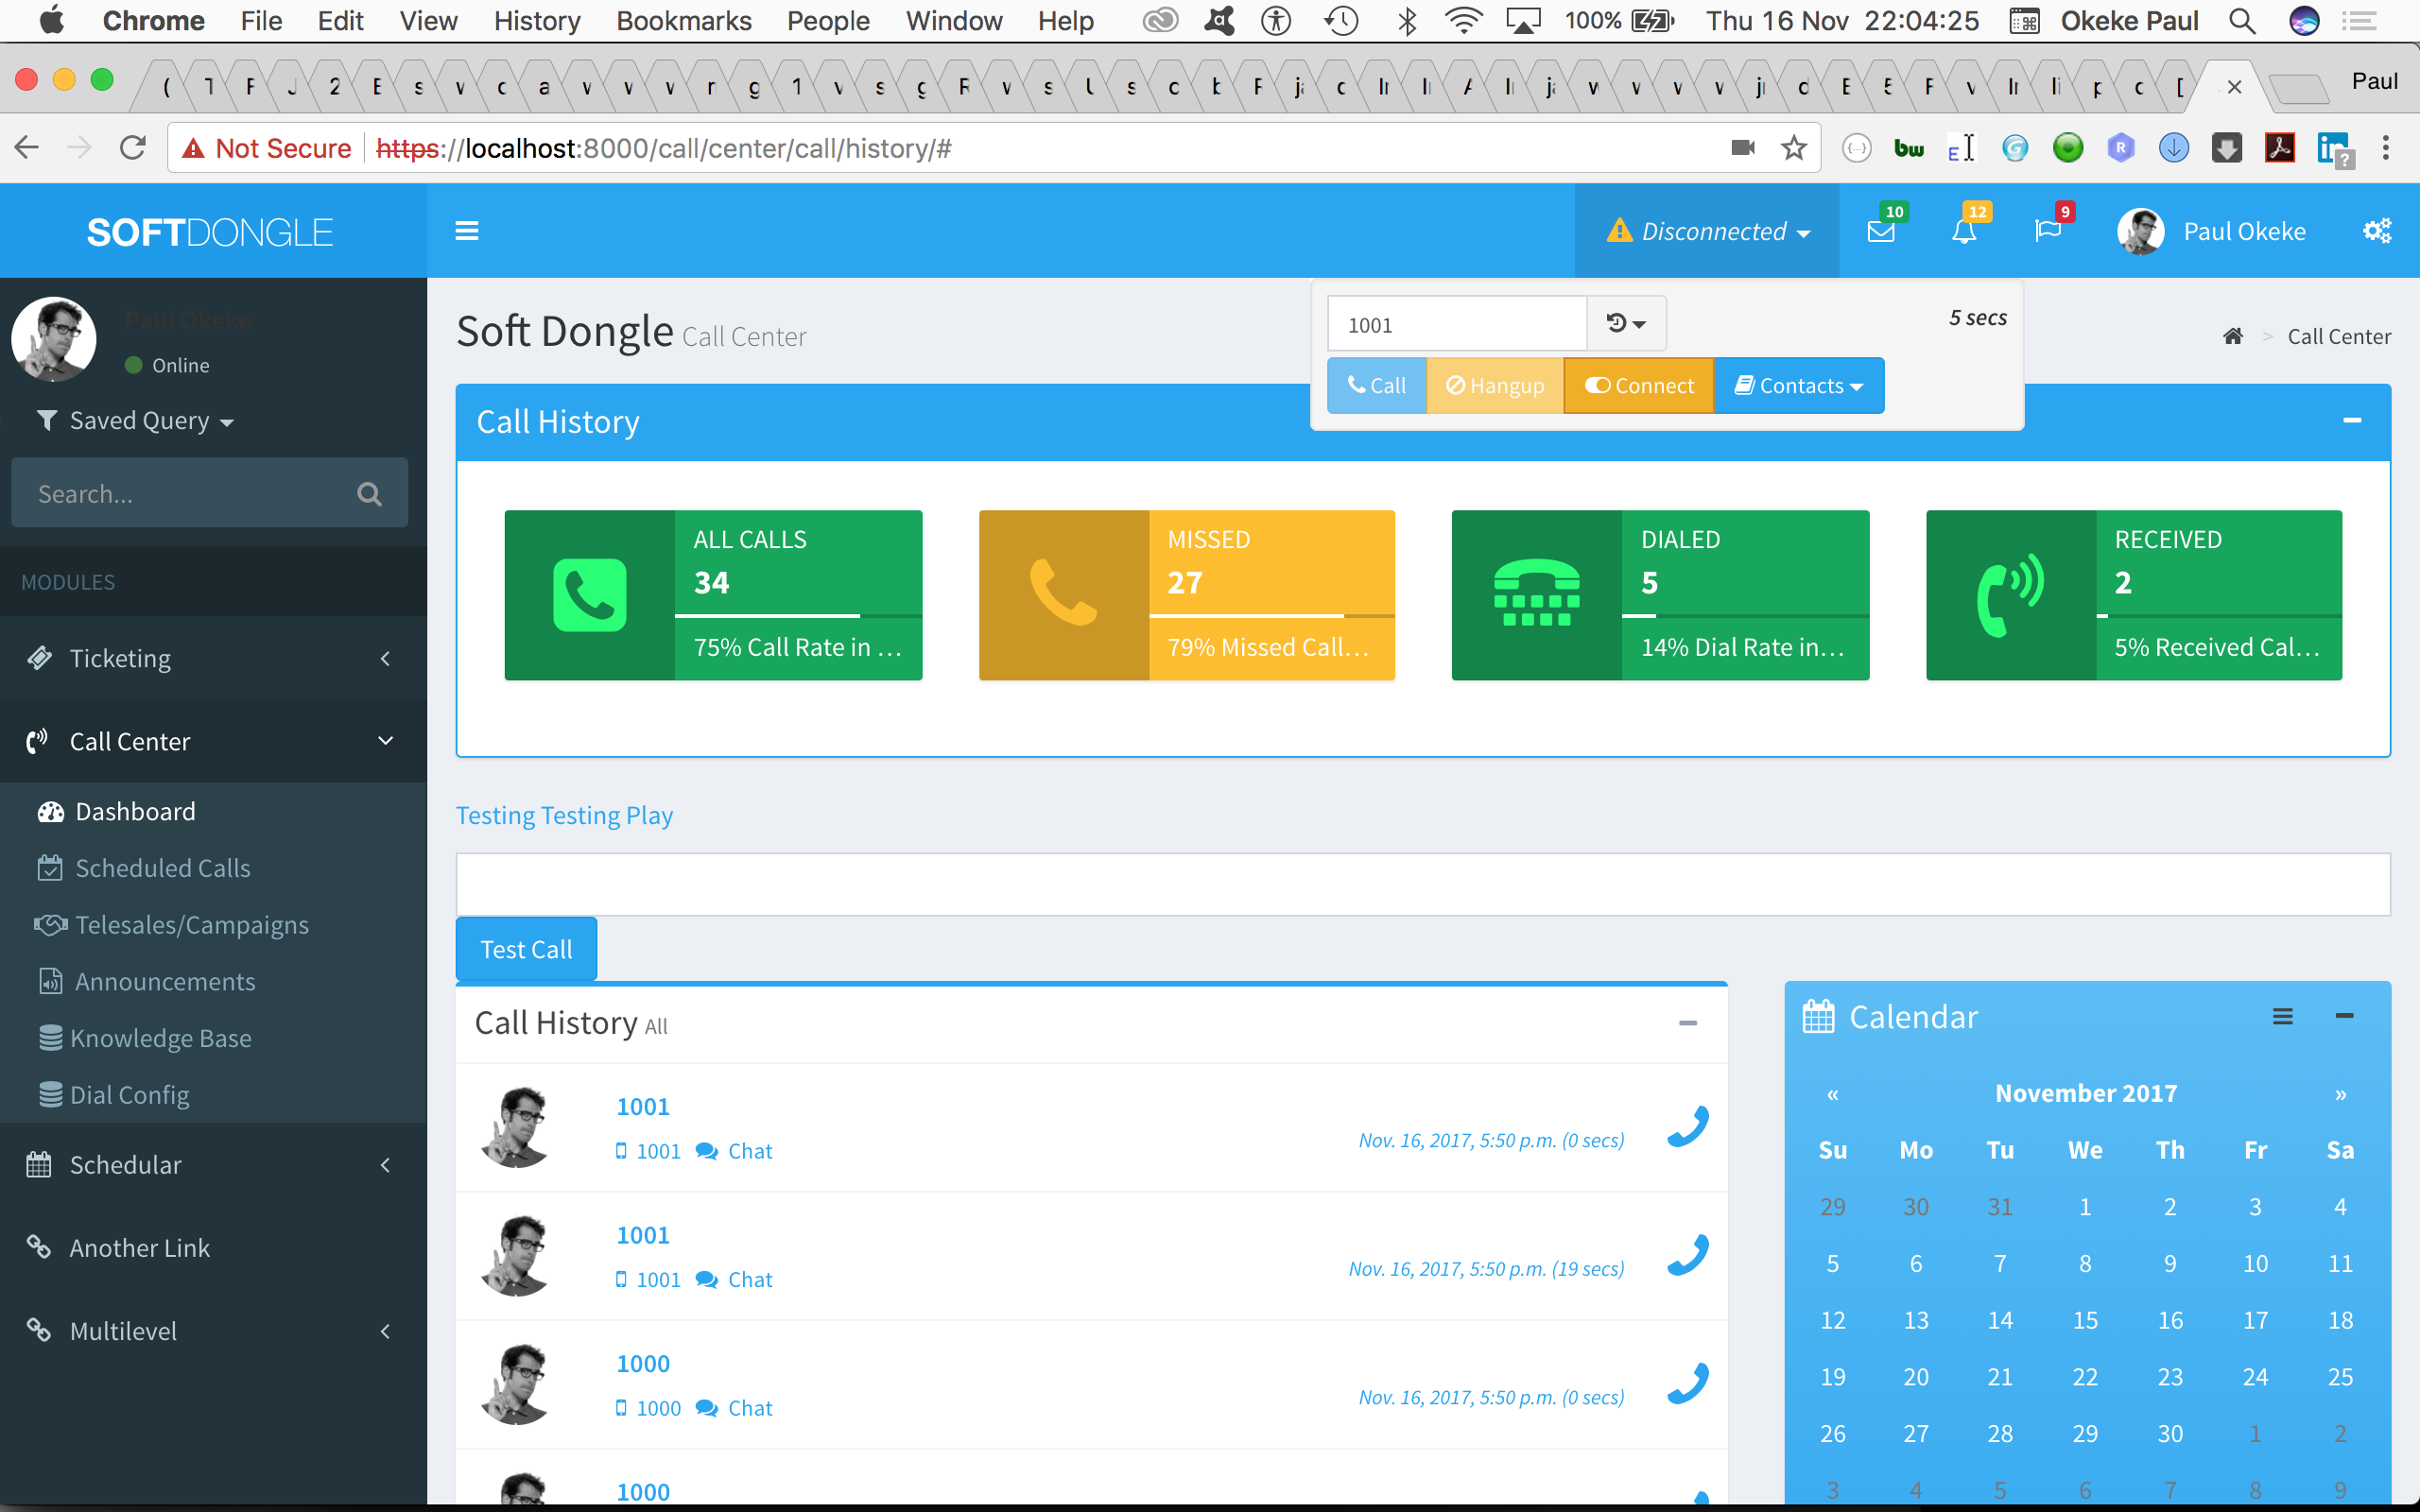 Chrome File Edit View History Bookmarks People Window Help 100% Thu 16 Nov 22:04:25 Okeke Paul
Paul
Not Secure https://localhost:8000/call/center/call/history/#
SOFTDONGLE
Disconnected 10 12 9 Paul Okeke
Paul Okeke
Online
Saved Query
Search...
MODULES
Ticketing
Call Center
Dashboard
Scheduled Calls
Telesales/Campaigns
Announcements
Knowledge Base
Dial Config
Schedular
Another Link
Multilevel
Soft Dongle Call Center
1001
5 secs
Call Hangup Connect Contacts
Call Center
Call History
ALL CALLS
34
75% Call Rate in ...
MISSED
27
79% Missed Call...
DIALED
5
14% Dial Rate in...
RECEIVED
2
5% Received Cal...
Testing Testing Play
Test Call
Call History All
1001
1001 Chat
Nov. 16, 2017, 5:50 p.m. (0 secs)
1001
1001 Chat
Nov. 16, 2017, 5:50 p.m. (19 secs)
1000
1000 Chat
Nov. 16, 2017, 5:50 p.m. (0 secs)
1000
Calendar
« November 2017 »
Su Mo Tu We Th Fr Sa
29 30 31 1 2 3 4
5 6 7 8 9 10 11
12 13 14 15 16 17 18
19 20 21 22 23 24 25
26 27 28 29 30 1 2
3 4 5 6 7 8 9